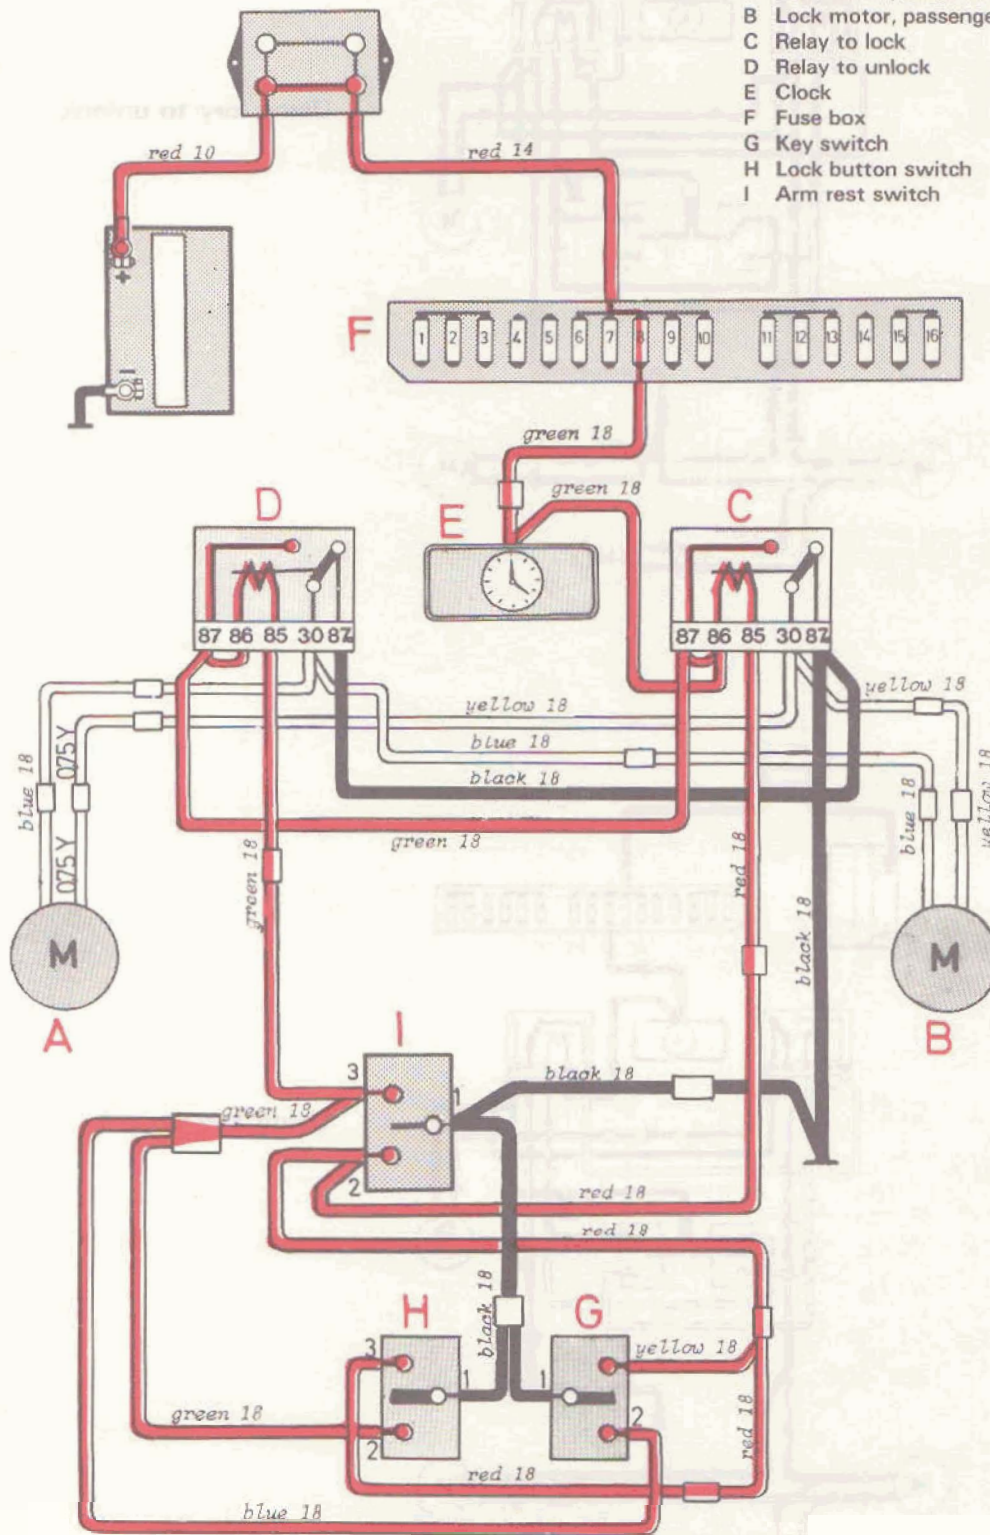 B Lock motor, passenge
C Relay to lock
D Relay to unlock
E Clock
F Fuse box
G Key switch
H Lock button switch
I Arm rest switch
red 10
red 14
+
F
1 2 3 4 5 6 7 8 9 10 11 12 13 14 15 16
green 18
green 18
D
E
C
87 86 85 30 87
87 86 85 30 87
yellow 18
yellow 18
blue 18
black 18
green 18
blue 18
075Y
075Y
green 18
red 18
black 18
blue 18
yellow 18
M
A
M
B
I
3
1
2
black 18
green 18
red 18
red 18
black 18
H
G
3
1
2
1
2
yellow 18
green 18
red 18
red 18
blue 18